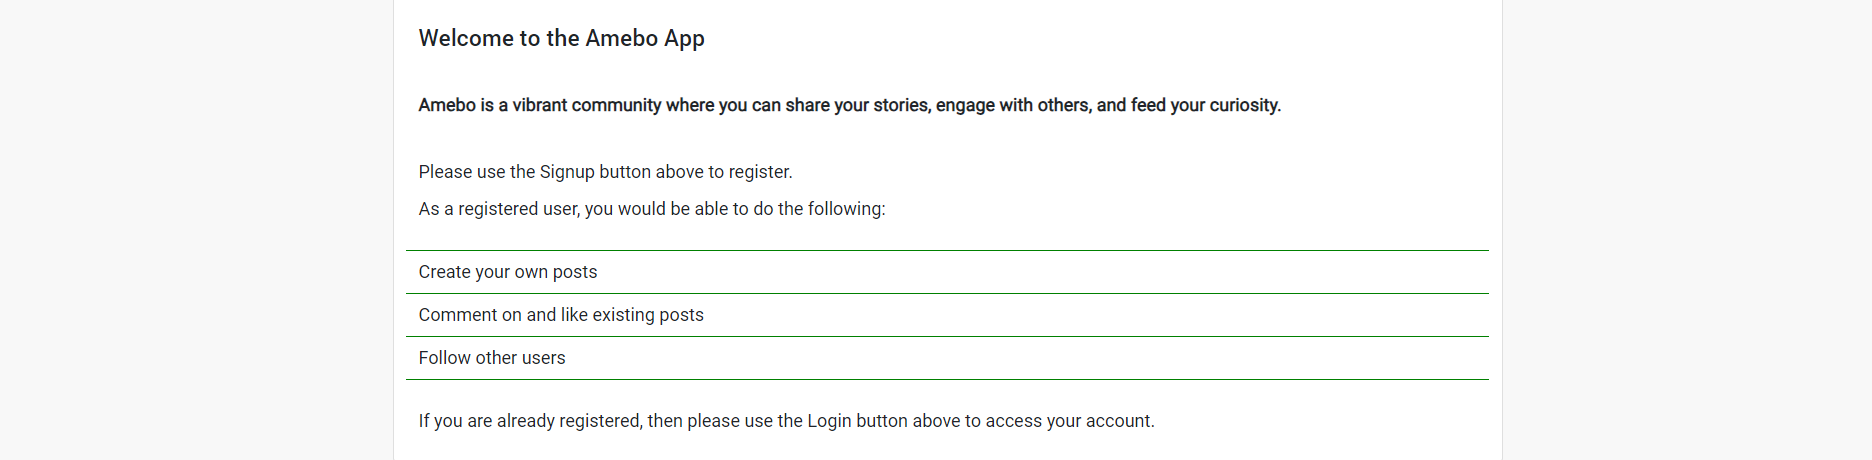 Welcome to the Amebo App
Amebo is a vibrant community where you can share your stories, engage with others, and feed your curiosity.
Please use the Signup button above to register.
As a registered user, you would be able to do the following:
Create your own posts
Comment on and like existing posts
Follow other users
If you are already registered, then please use the Login button above to access your account.